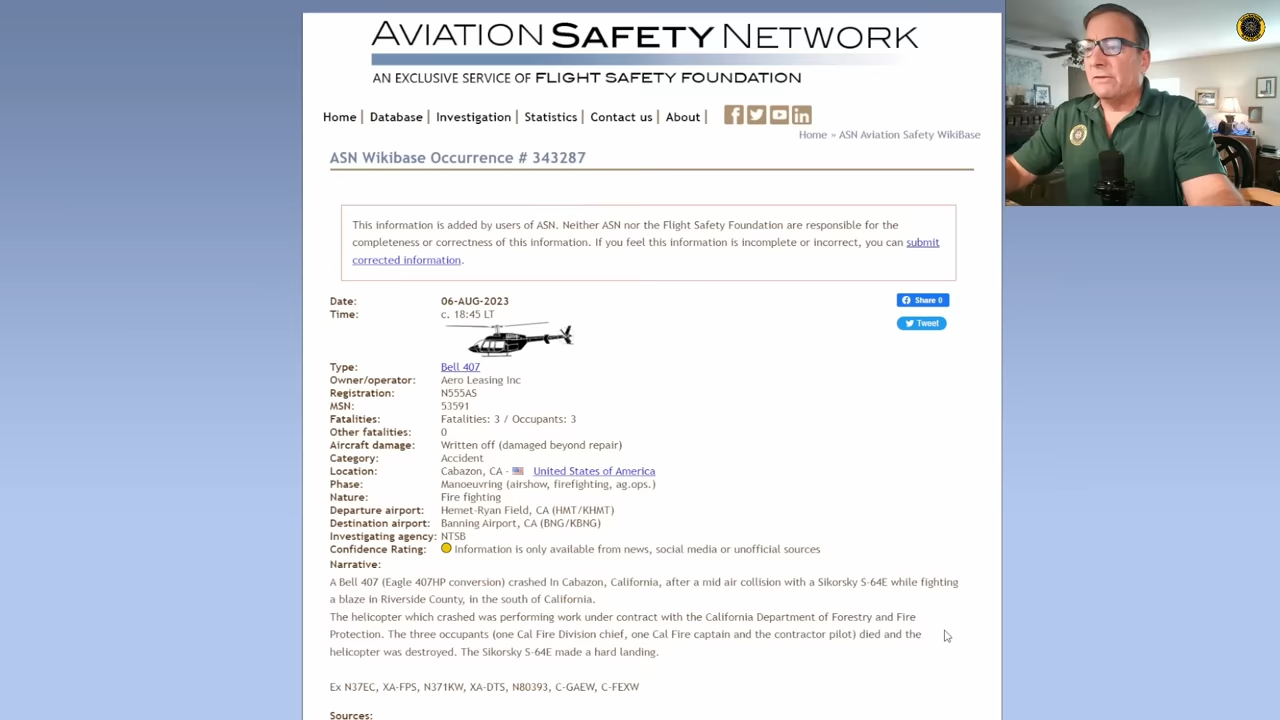 AVIATION SAFETY NETWORK
AN EXCLUSIVE SERVICE OF FLIGHT SAFETY FOUNDATION
Home | Database | Investigation | Statistics | Contact us | About |
Home » ASN Aviation Safety WikiBase
ASN Wikibase Occurrence # 343287
This information is added by users of ASN. Neither ASN nor the Flight Safety Foundation are responsible for the
completeness or correctness of this information. If you feel this information is incomplete or incorrect, you can submit
corrected information.
Date: 06-AUG-2023
Share 0
Time: c. 18:45 LT
Tweet
Type: Bell 407
Owner/operator: Aero Leasing Inc
Registration: N555AS
MSN: 53591
Fatalities: Fatalities: 3 / Occupants: 3
Other fatalities: 0
Aircraft damage: Written off (damaged beyond repair)
Category: Accident
Location: Cabazon, CA - United States of America
Phase: Manoeuvring (airshow, firefighting, ag.ops.)
Nature: Fire fighting
Departure airport: Hemet-Ryan Field, CA (HMT/KHMT)
Destination airport: Banning Airport, CA (BNG/KBNG)
Investigating agency: NTSB
Confidence Rating: Information is only available from news, social media or unofficial sources
Narrative:
A Bell 407 (Eagle 407HP conversion) crashed In Cabazon, California, after a mid air collision with a Sikorsky S-64E while fighting
a blaze in Riverside County, in the south of California.
The helicopter which crashed was performing work under contract with the California Department of Forestry and Fire
Protection. The three occupants (one Cal Fire Division chief, one Cal Fire captain and the contractor pilot) died and the
helicopter was destroyed. The Sikorsky S-64E made a hard landing.
Ex N37EC, XA-FPS, N371KW, XA-DTS, N80393, C-GAEW, C-FEXW
Sources: